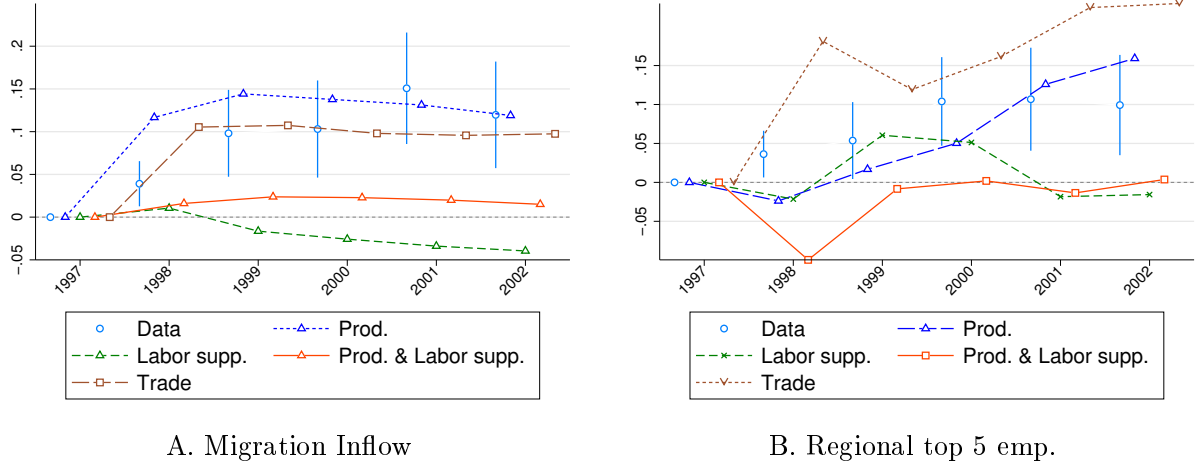 .2
.15
.1
.05
0
-.05
1997 1998 1999 2000 2001 2002
Data Prod.
Labor supp. Prod. & Labor supp.
Trade
A. Migration Inflow
.15
.1
.05
0
-.05
1997 1998 1999 2000 2001 2002
Data Prod.
Labor supp. Prod. & Labor supp.
Trade
B. Regional top 5 emp.